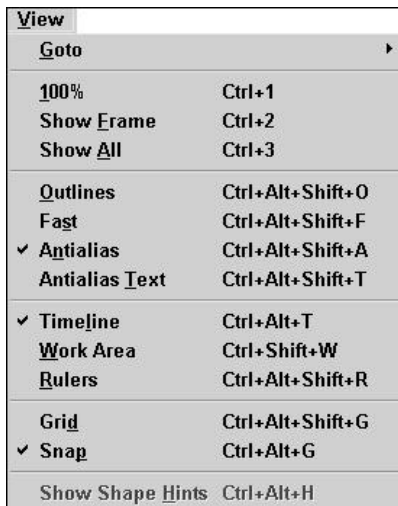 View
Goto
100% Ctrl+1
Show Frame Ctrl+2
Show All Ctrl+3
Outlines Ctrl+Alt+Shift+O
Fast Ctrl+Alt+Shift+F
Antialias Ctrl+Alt+Shift+A
Antialias Text Ctrl+Alt+Shift+T
Timeline Ctrl+Alt+T
Work Area Ctrl+Shift+W
Rulers Ctrl+Alt+Shift+R
Grid Ctrl+Alt+Shift+G
Snap Ctrl+Alt+G
Show Shape Hints Ctrl+Alt+H